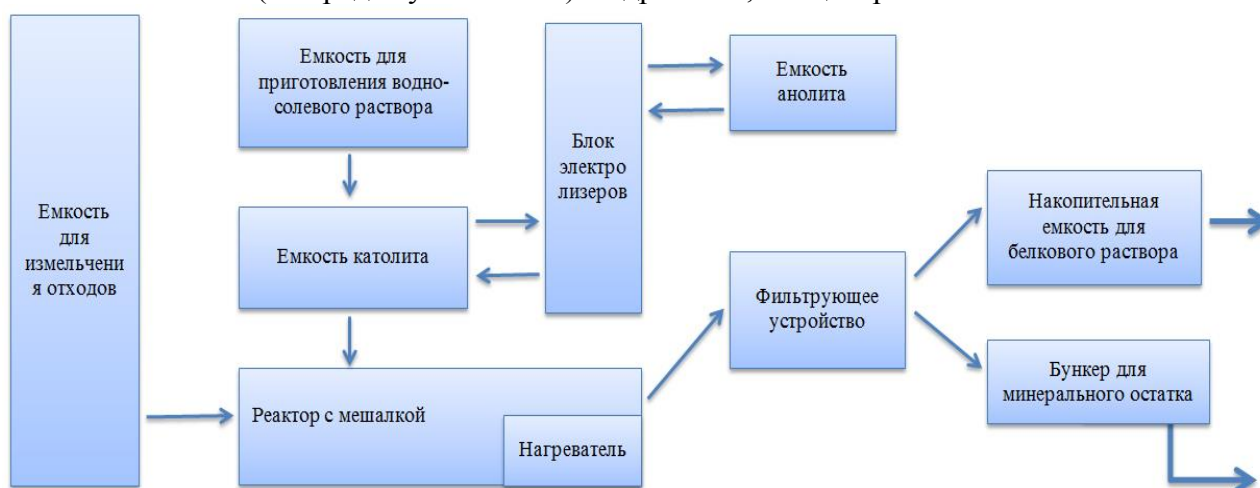 Емкость для
приготовления водно-
солевого раствора
Емкость
анолита
Блок
электро
лизеров
Емкость
для
измельчени
я отходов
Емкость католита
Накопительная
емкость для
белкового раствора
Фильтрующее
устройство
Бункер для
минерального остатка
Реактор с мешалкой
Нагреватель